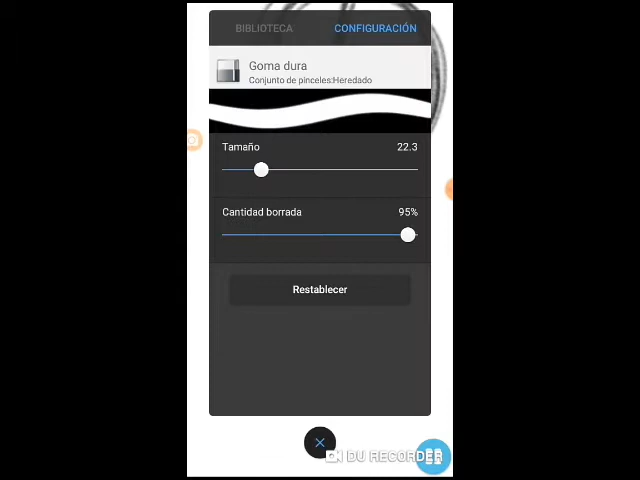 BIBLIOTECA CONFIGURACIÓN
Goma dura
Conjunto de pinceles:Heredado
Tamaño 22.3
Cantidad borrada 95%
Restablecer
DU RECORDER